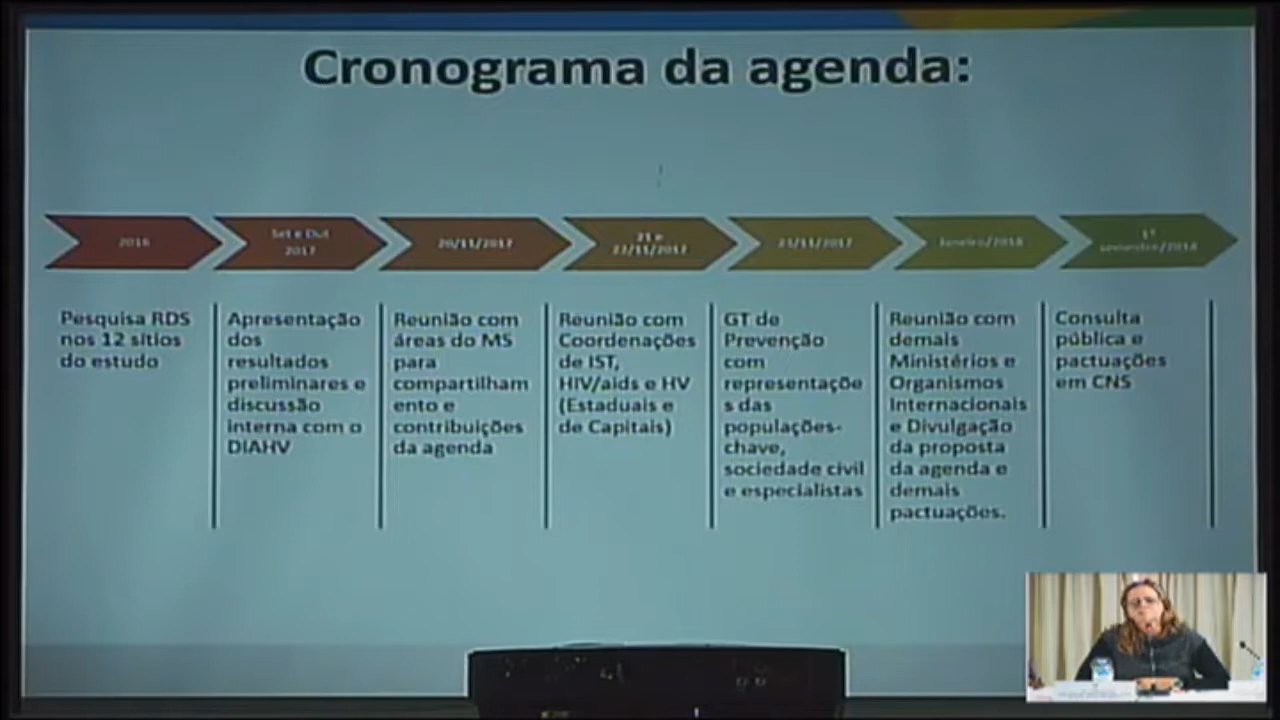 Cronograma da agenda:
2016
Set e Out
2017
20/11/2017
21 e
22/11/2017
21/11/2017
Janeiro/2018
1º
semestre/2018
Pesquisa RDS
nos 12 sítios
do estudo
Apresentação
dos
resultados
preliminares e
discussão
interna com o
DIAHV
Reunião com
áreas do MS
para
compartilham
ento e
contribuições
da agenda
Reunião com
Coordenações
de IST,
HIV/aids e HV
(Estaduais e
de Capitais)
GT de
Prevenção
com
representaçõe
s das
populações-
chave,
sociedade civil
e especialistas
Reunião com
demais
Ministérios e
Organismos
Internacionais
e Divulgação
da proposta
da agenda e
demais
pactuações.
Consulta
pública e
pactuações
em CNS